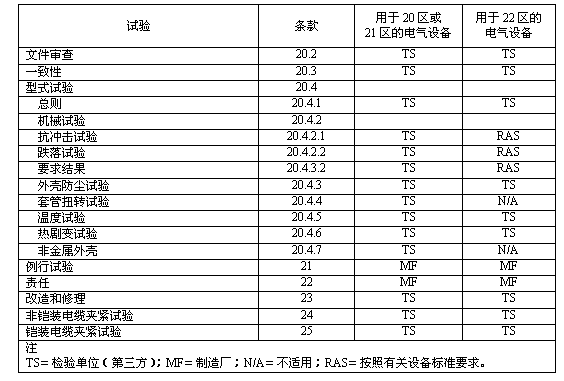 试验 条款 用于 20 区或 21 区的电气设备 用于 22 区的电气设备
文件审查 20.2 TS TS
一致性 20.3 TS TS
型式试验 20.4
总则 20.4.1 TS TS
机械试验 20.4.2
抗冲击试验 20.4.2.1 TS RAS
跌落试验 20.4.2.2 TS RAS
要求结果 20.4.3.2 TS RAS
外壳防尘试验 20.4.3 TS TS
套管扭转试验 20.4.4 TS N/A
温度试验 20.4.5 TS TS
热剧变试验 20.4.6 TS TS
非金属外壳 20.4.7 TS N/A
例行试验 21 MF MF
责任 22 MF MF
改造和修理 23 TS TS
非铠装电缆夹紧试验 24 TS TS
铠装电缆夹紧试验 25 TS TS
注
TS=检验单位(第三方);MF=制造厂;N/A=不适用;RAS=按照有关设备标准要求。